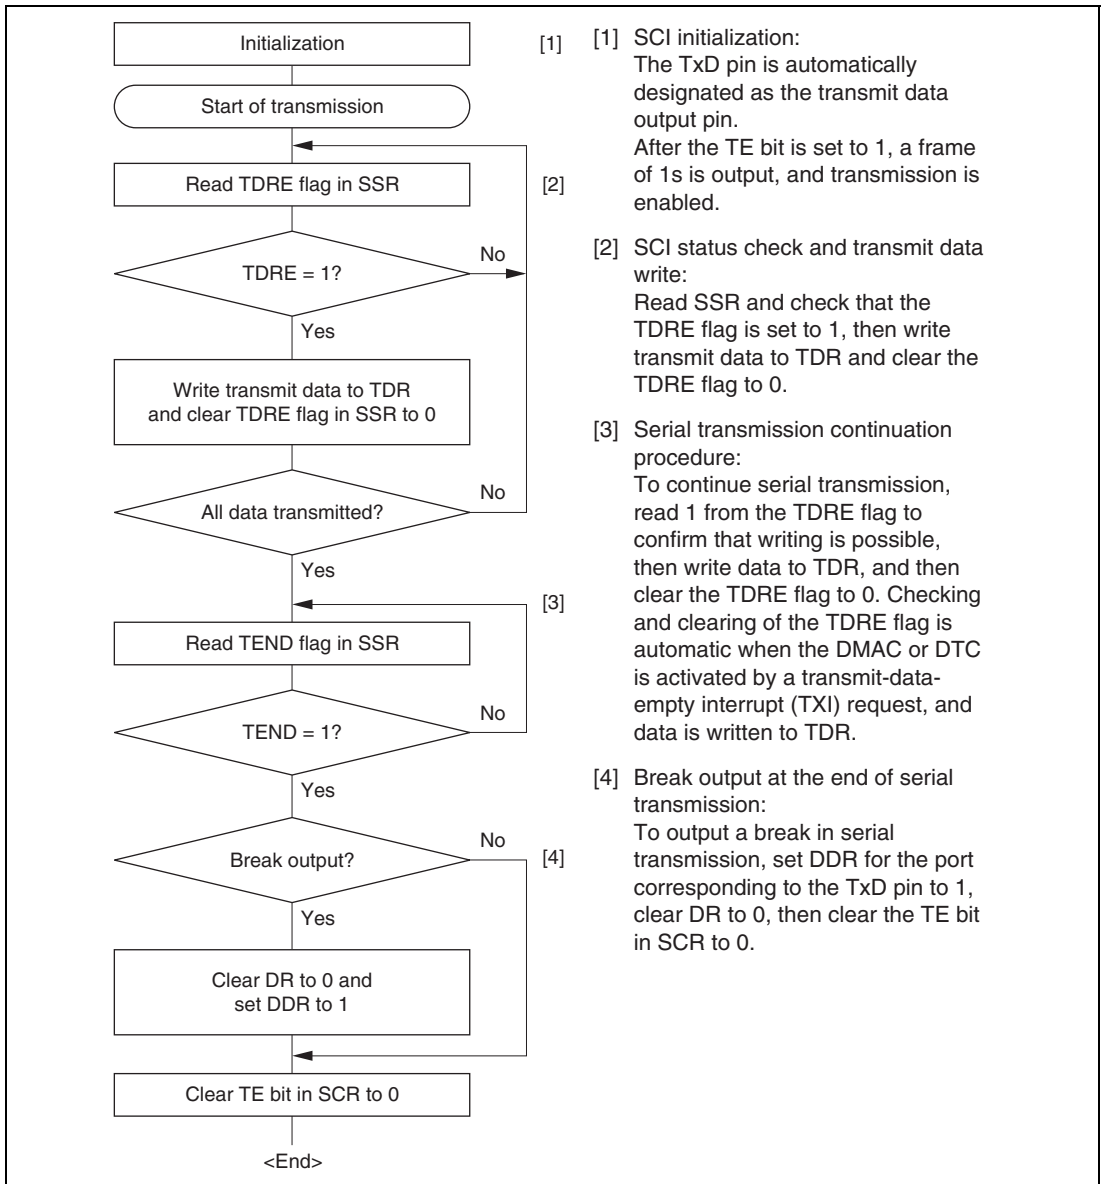 Initialization
[1]
Start of transmission
Read TDRE flag in SSR
[2]
TDRE = 1?
No
Yes
Write transmit data to TDR
and clear TDRE flag in SSR to 0
All data transmitted?
No
Yes
[3]
Read TEND flag in SSR
TEND = 1?
No
Yes
Break output?
No
[4]
Yes
Clear DR to 0 and
set DDR to 1
Clear TE bit in SCR to 0
<End>
[1] SCI initialization:
The TxD pin is automatically
designated as the transmit data
output pin.
After the TE bit is set to 1, a frame
of 1s is output, and transmission is
enabled.
[2] SCI status check and transmit data
write:
Read SSR and check that the
TDRE flag is set to 1, then write
transmit data to TDR and clear the
TDRE flag to 0.
[3] Serial transmission continuation
procedure:
To continue serial transmission,
read 1 from the TDRE flag to
confirm that writing is possible,
then write data to TDR, and then
clear the TDRE flag to 0. Checking
and clearing of the TDRE flag is
automatic when the DMAC or DTC
is activated by a transmit-data-
empty interrupt (TXI) request, and
data is written to TDR.
[4] Break output at the end of serial
transmission:
To output a break in serial
transmission, set DDR for the port
corresponding to the TxD pin to 1,
clear DR to 0, then clear the TE bit
in SCR to 0.